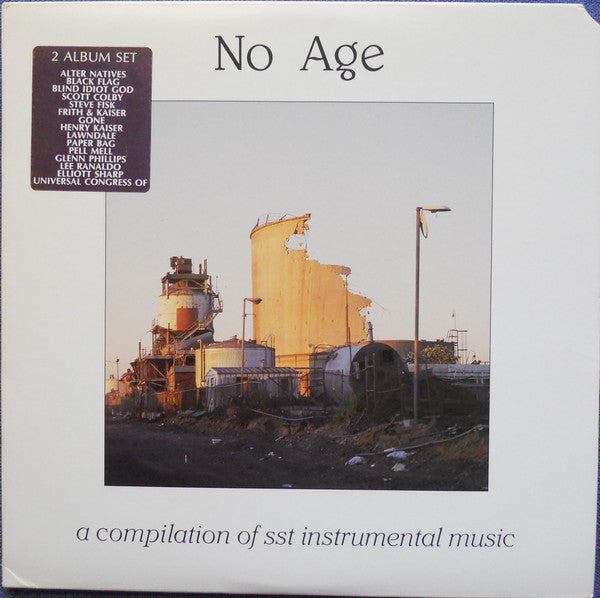 No Age
2 ALBUM SET
ALTER NATIVES
BLACK FLAG
BLIND IDIOT GOD
SCOTT COLBY
STEVE FISK
FRITH & KAISER
GONE
HENRY KAISER
LAWNDALE
PAPER BAG
PELL MELL
GLENN PHILLIPS
LEE RANALDO
ELLIOTT SHARP
UNIVERSAL CONGRESS OF
a compilation of sst instrumental music